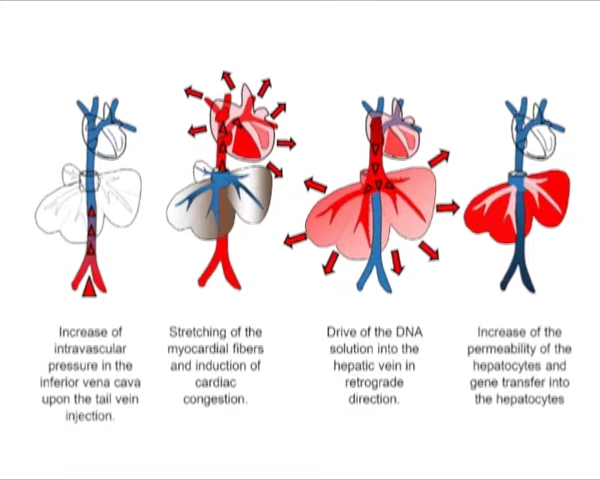 Increase of
intravascular
pressure in the
inferior vena cava
upon the tail vein
injection.
Stretching of the
myocardial fibers
and induction of
cardiac
congestion.
Drive of the DNA
solution into the
hepatic vein in
retrograde
direction.
Increase of the
permeability of the
hepatocytes and
gene transfer into
the hepatocytes